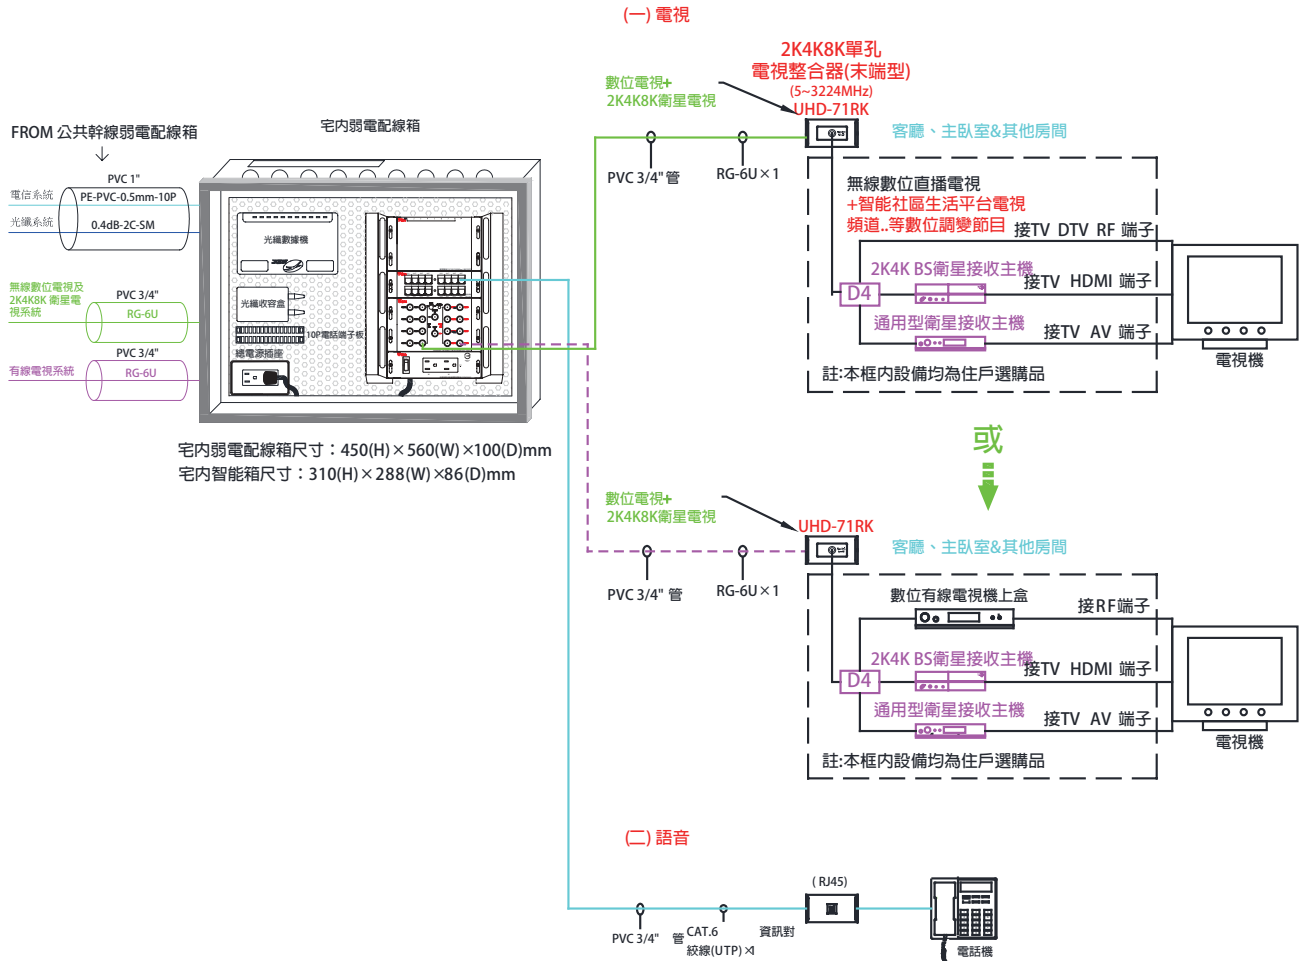 (一) 電視
2K4K8K單孔
電視整合器(末端型)
(5~3224MHz)
UHD-71RK
數位電視+
2K4K8K衛星電視
客廳、主臥室&其他房間
PVC 3/4" 管
RG-6U×1
FROM 公共幹線弱電配線箱
宅內弱電配線箱
PVC 1"
電信系統
PE-PVC-0.5mm-10P
光纖系統
0.4dB-2C-SM
無線數位電視及
2K4K8K 衛星電
視系統
PVC 3/4"
RG-6U
PVC 3/4"
有線電視系統
RG-6U
光纖數據機
光纖收容盒
10P電話端子板
總電源插座
宅內弱電配線箱尺寸：450(H)×560(W)×100(D)mm
宅內智能箱尺寸：310(H)×288(W)×86(D)mm
無線數位直播電視
+智能社區生活平台電視
頻道..等數位調變節目
接TV DTV RF 端子
2K4K BS衛星接收主機
接TV HDMI 端子
D4
通用型衛星接收主機
接TV AV 端子
註:本框內設備均為住戶選購品
電視機
或
數位電視+
2K4K8K衛星電視
UHD-71RK
客廳、主臥室&其他房間
PVC 3/4" 管
RG-6U×1
數位有線電視機上盒
接RF端子
2K4K BS衛星接收主機
接TV HDMI 端子
D4
通用型衛星接收主機
接TV AV 端子
註:本框內設備均為住戶選購品
電視機
(二) 語音
( RJ45)
PVC 3/4" 管
CAT.6 資訊對
絞線(UTP) ×1
電話機